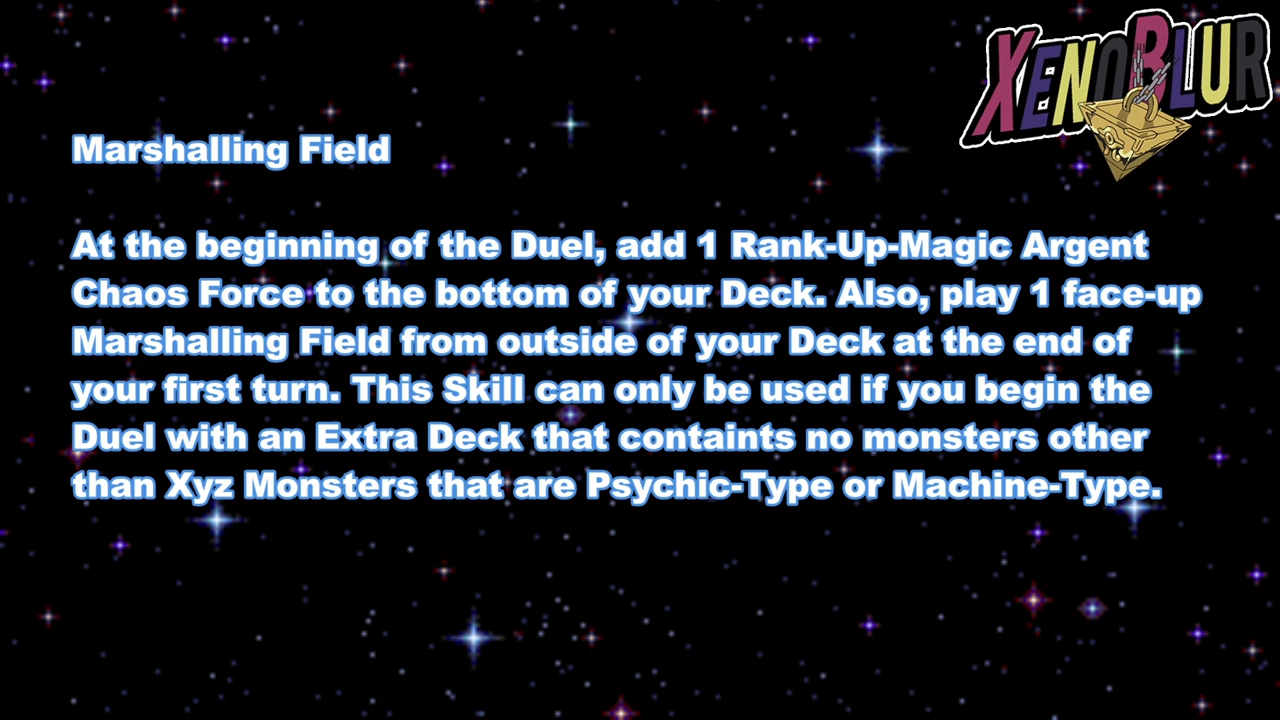 XENOBLUR
Marshalling Field
At the beginning of the Duel, add 1 Rank-Up-Magic Argent
Chaos Force to the bottom of your Deck. Also, play 1 face-up
Marshalling Field from outside of your Deck at the end of
your first turn. This Skill can only be used if you begin the
Duel with an Extra Deck that containts no monsters other
than Xyz Monsters that are Psychic-Type or Machine-Type.